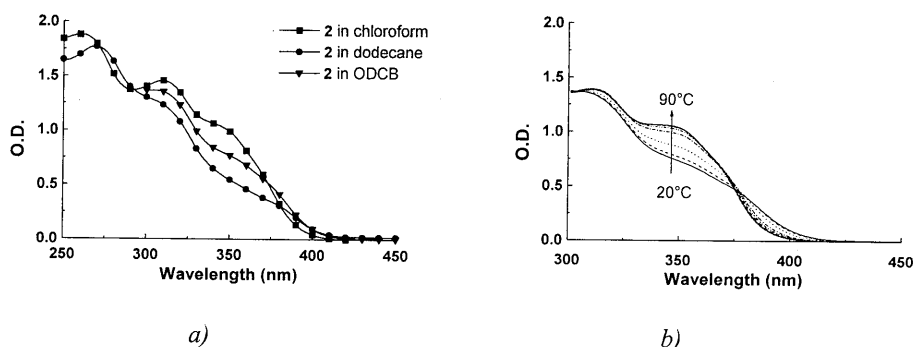 2.0
1.5
1.0
0.5
0.0
O.D.
250 300 350 400 450
Wavelength (nm)
2 in chloroform
2 in dodecane
2 in ODCB
a)
2.0
1.5
1.0
0.5
0.0
O.D.
90°C
20°C
300 350 400 450
Wavelength (nm)
b)